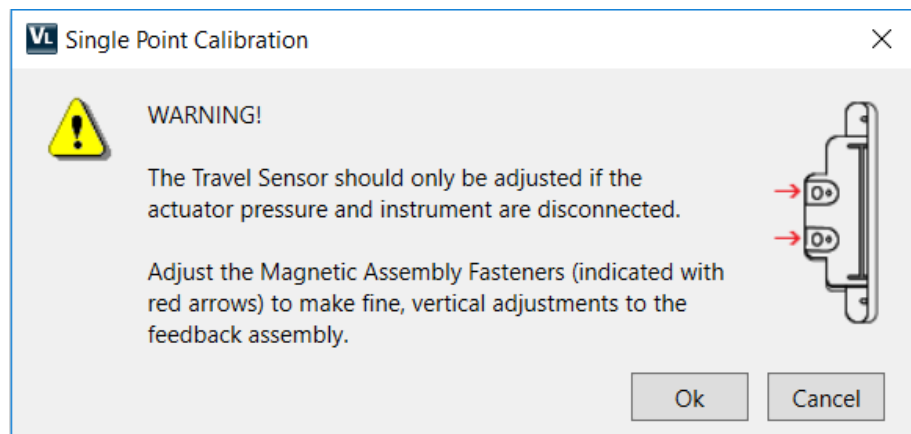 VL Single Point Calibration
WARNING!
The Travel Sensor should only be adjusted if the
actuator pressure and instrument are disconnected.
Adjust the Magnetic Assembly Fasteners (indicated with
red arrows) to make fine, vertical adjustments to the
feedback assembly.
Ok
Cancel